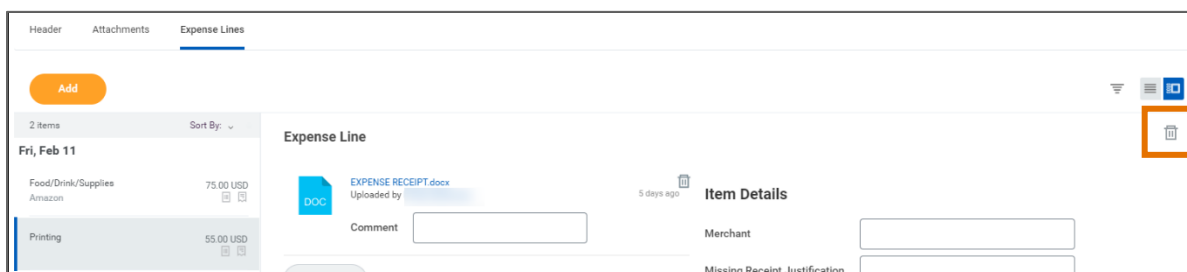 Header Attachments Expense Lines
Add
2 items Sort By:
Fri, Feb 11
Food/Drink/Supplies 75.00 USD
Amazon
Printing 55.00 USD
Expense Line
DOC
EXPENSE RECEIPT.docx
Uploaded by
5 days ago
Comment
Item Details
Merchant
Missing Receipt Justification